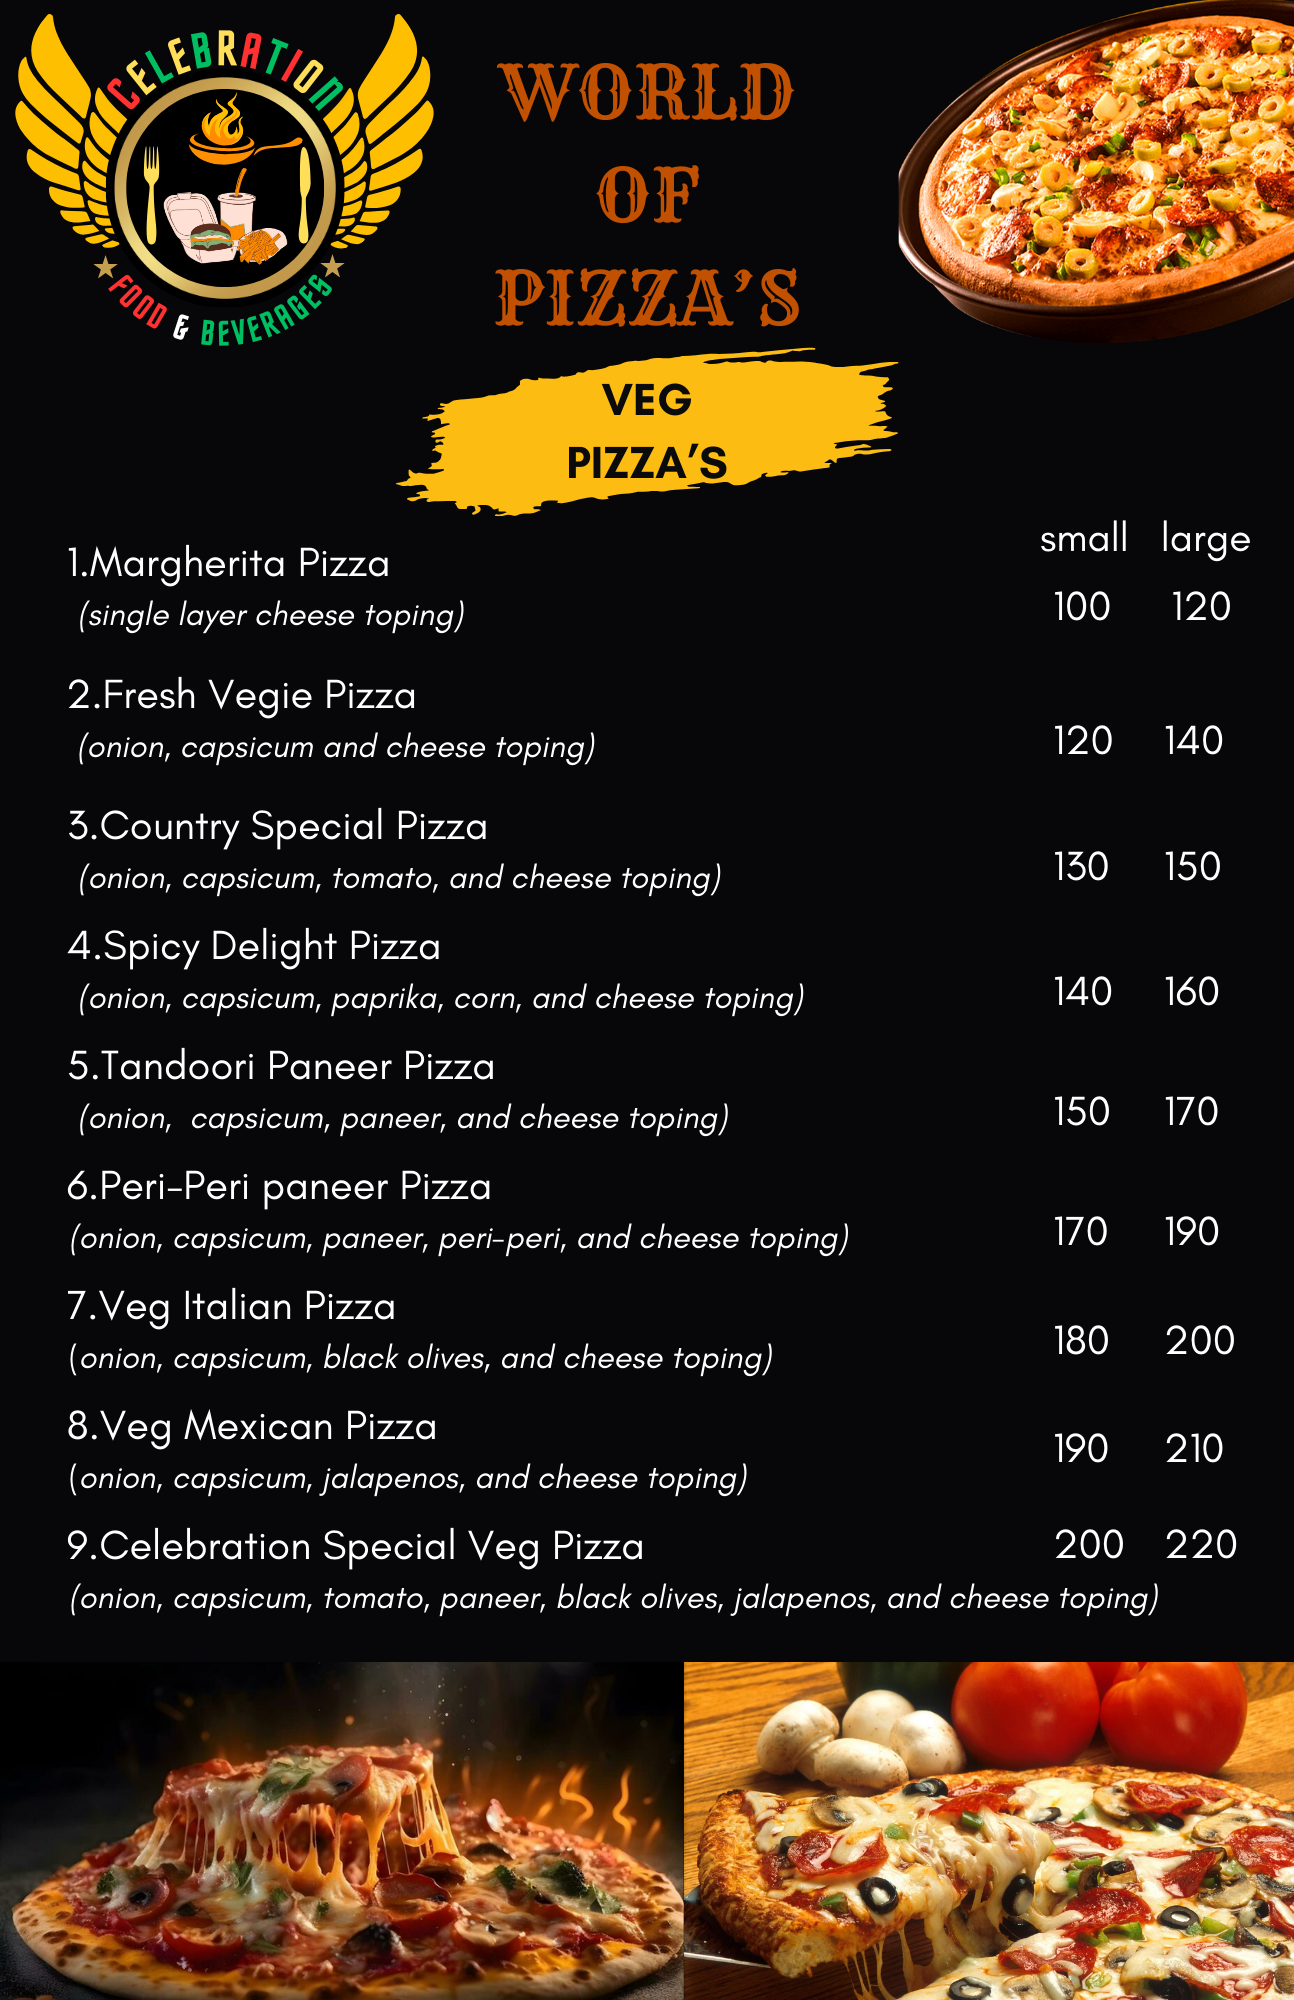 CELEBRATION
FOOD & BEVERAGES
WORLD
OF
PIZZA'S
VEG
PIZZA'S
small large
1.Margherita Pizza
(single layer cheese toping) 100 120
2.Fresh Vegie Pizza
(onion, capsicum and cheese toping) 120 140
3.Country Special Pizza
(onion, capsicum, tomato, and cheese toping) 130 150
4.Spicy Delight Pizza
(onion, capsicum, paprika, corn, and cheese toping) 140 160
5.Tandoori Paneer Pizza
(onion, capsicum, paneer, and cheese toping) 150 170
6.Peri-Peri paneer Pizza
(onion, capsicum, paneer, peri-peri, and cheese toping) 170 190
7.Veg Italian Pizza
(onion, capsicum, black olives, and cheese toping) 180 200
8.Veg Mexican Pizza
(onion, capsicum, jalapenos, and cheese toping) 190 210
9.Celebration Special Veg Pizza 200 220
(onion, capsicum, tomato, paneer, black olives, jalapenos, and cheese toping)